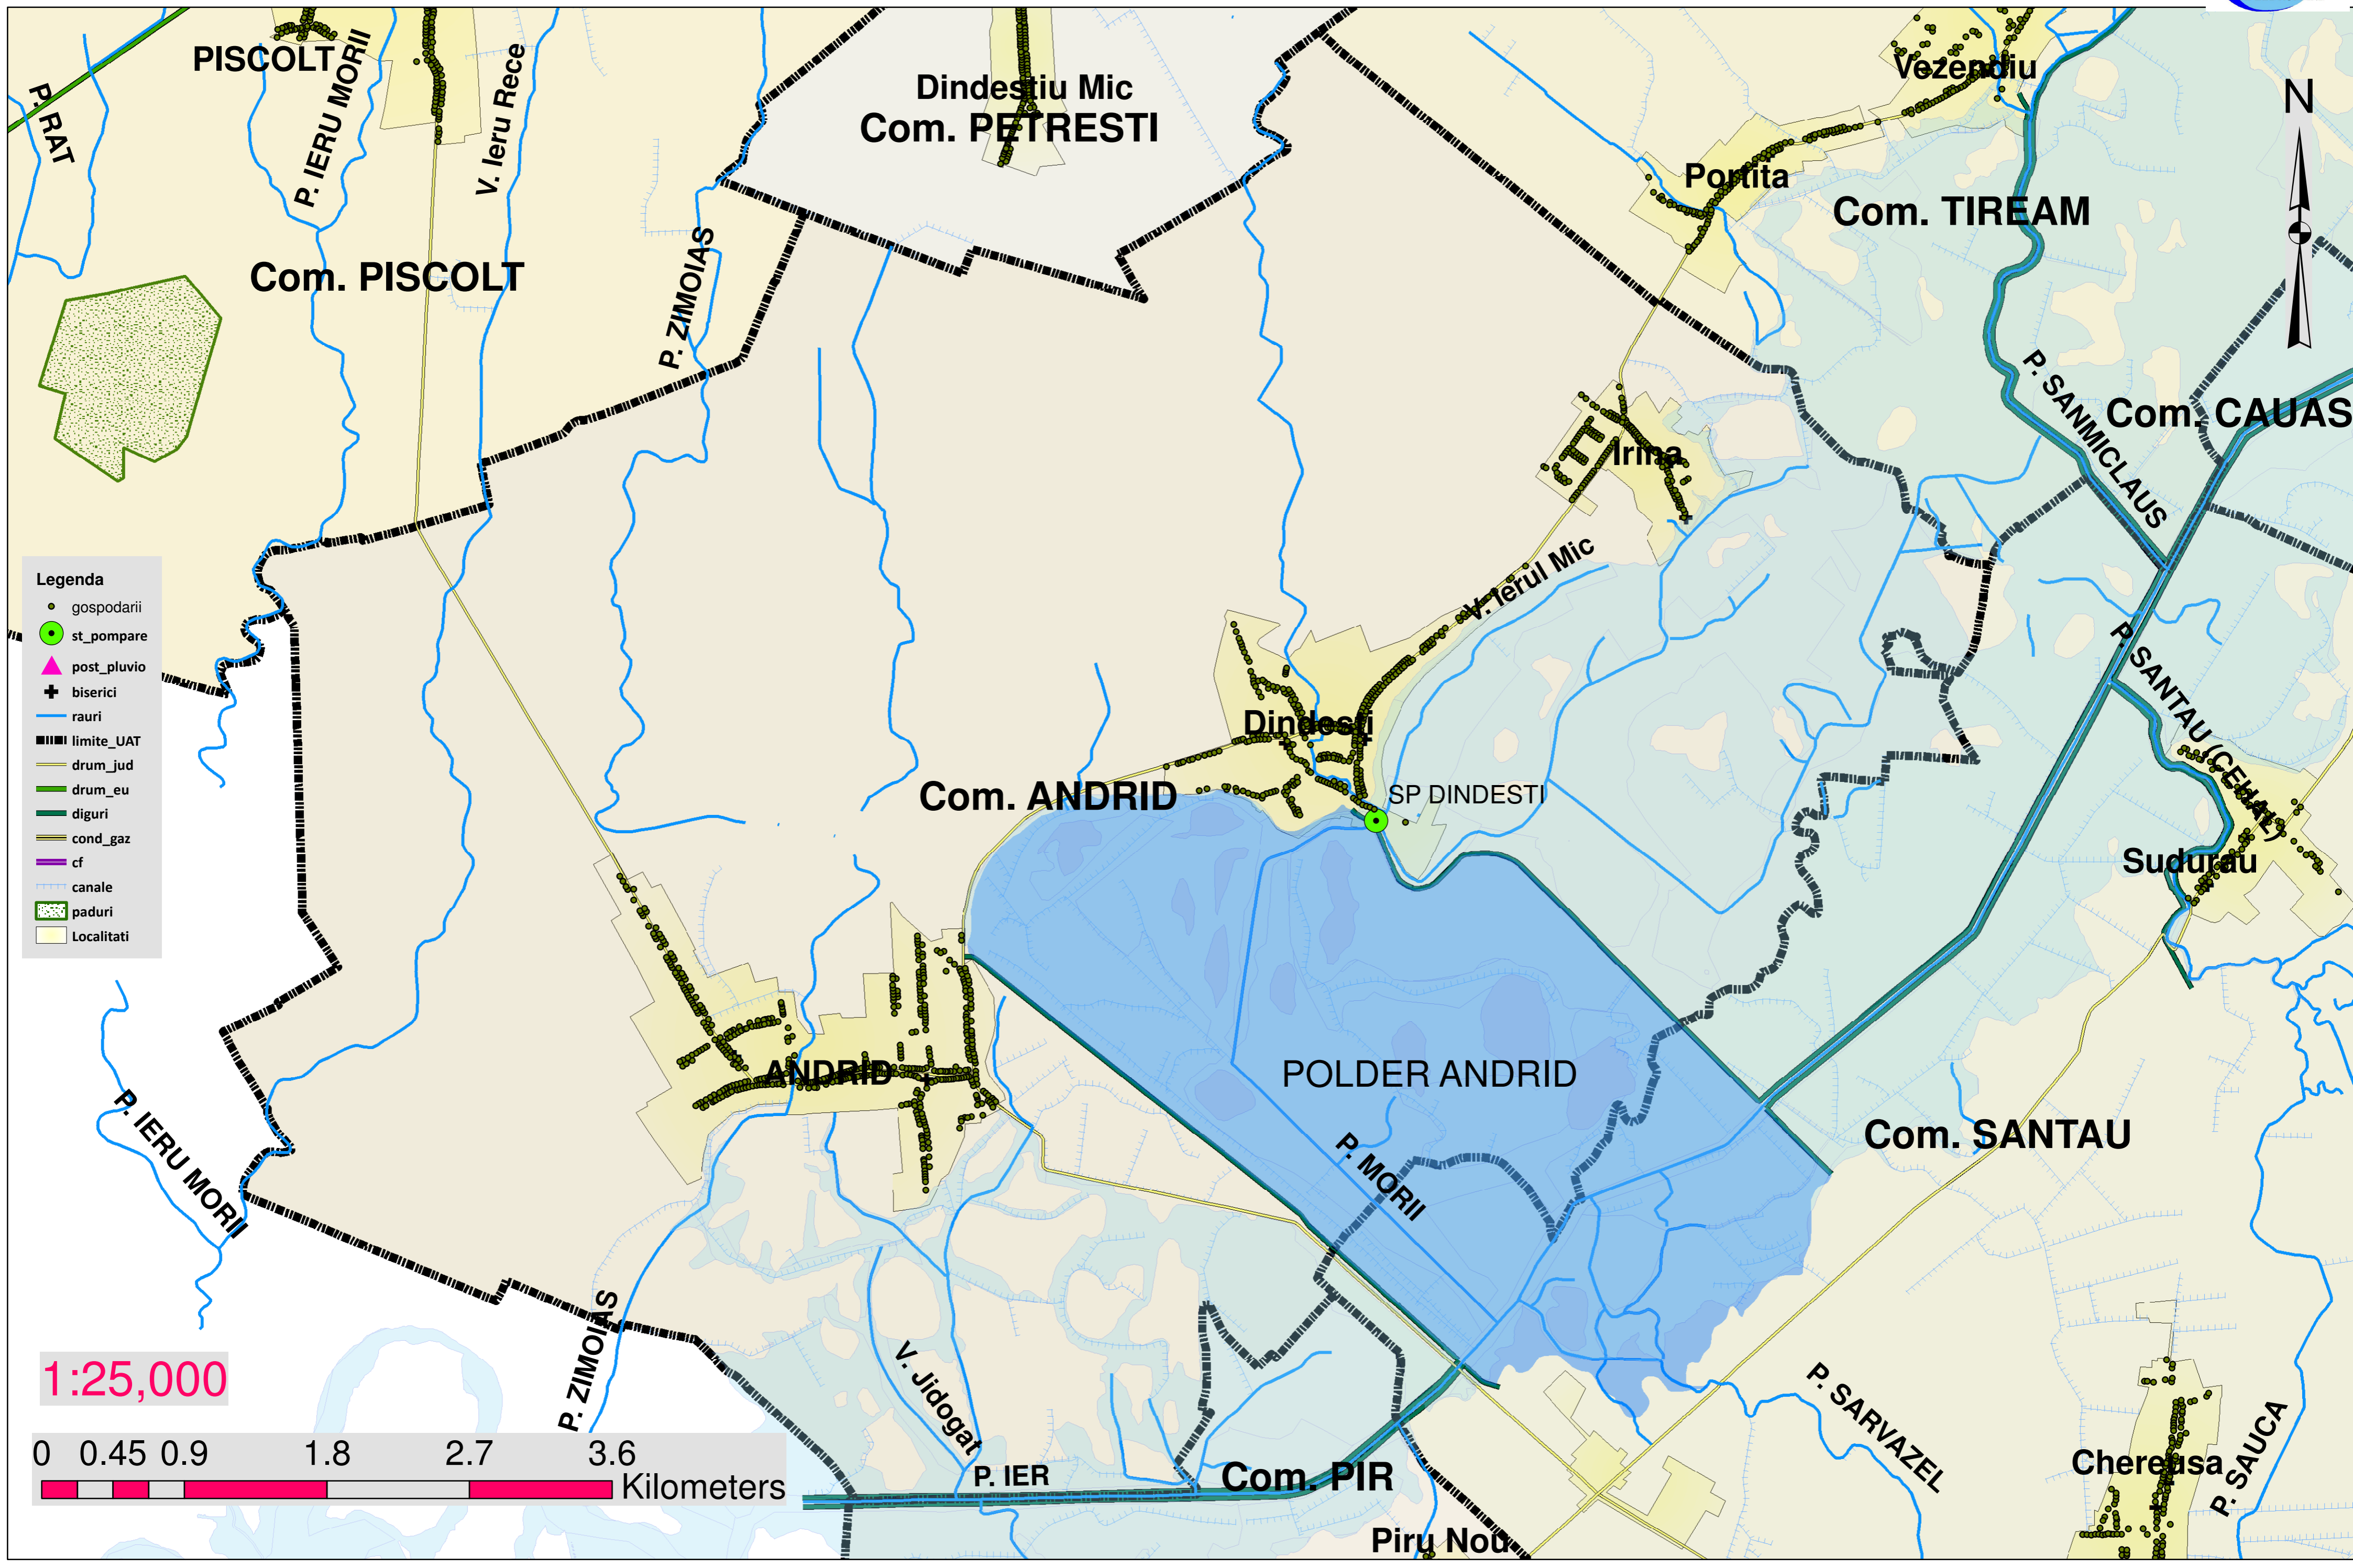 PISCOLT
P. IERU MORII
V. Ieru Rece
P. RAT
Dindestiu Mic
Com. PETRESTI
Vezendiu
N
Portita
Com. TIREAM
Com. PISCOLT
P. ZIMOIAS
P. SANMICLAUS
Com. CAUAS
Irina
V. Ierul Mic
Legenda
gospodarii
st_pompare
post_pluvio
biserici
rauri
limite_UAT
drum_jud
drum_eu
diguri
cond_gaz
cf
canale
paduri
Localitati
P. SANTAU (CEHAL)
Dindesti
Com. ANDRID
SP DINDESTI
Sudurau
ANDRID
POLDER ANDRID
P. IERU MORII
P. MORII
Com. SANTAU
P. ZIMOIAS
V. Jidogat
P. SARVAZEL
P. SAUCA
1:25,000
0 0.45 0.9 1.8 2.7 3.6
Kilometers
P. IER
Com. PIR
Chereusa
Piru Nou